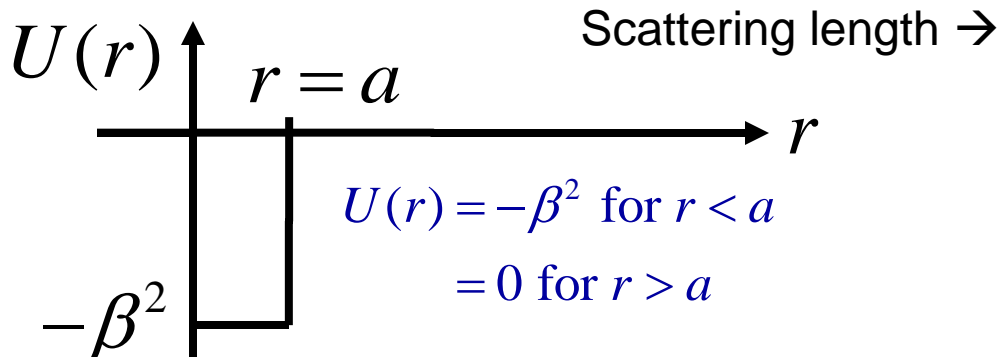 Scattering length →
U(r)
r = a
r
U(r) = −β² for r < a
= 0 for r > a
−β²